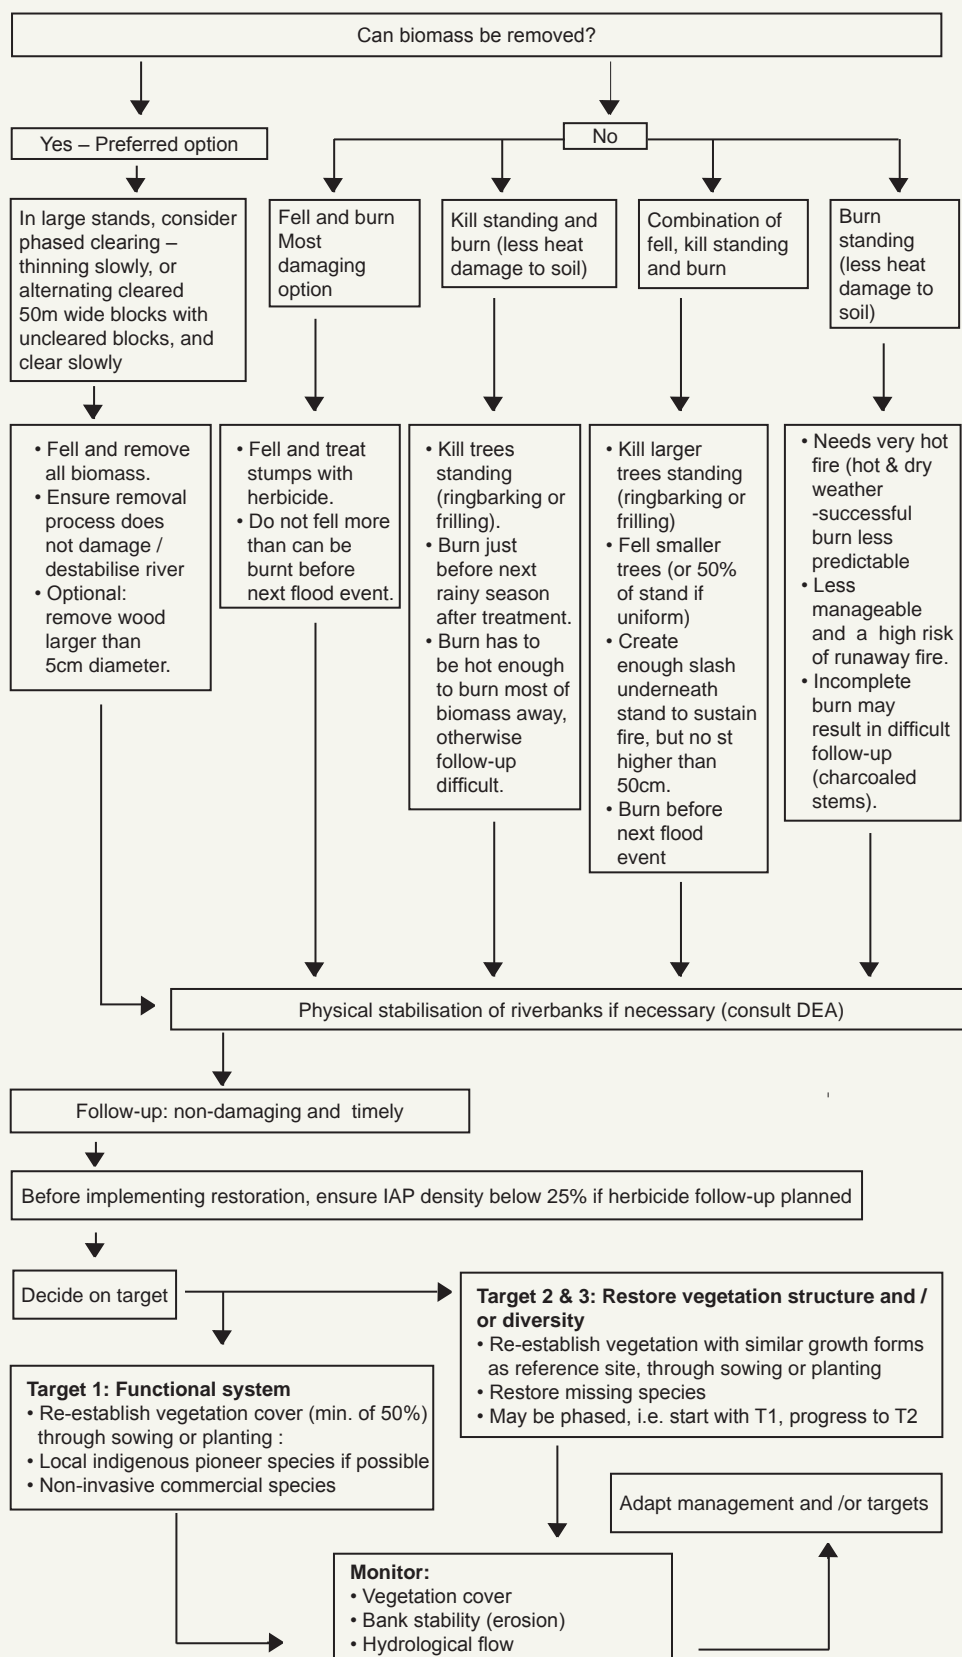 Can biomass be removed?
Yes – Preferred option
No
In large stands, consider
phased clearing –
thinning slowly, or
alternating cleared
50m wide blocks with
uncleared blocks, and
clear slowly
Fell and burn
Most
damaging
option
Kill standing and
burn (less heat
damage to soil)
Combination of
fell, kill standing
and burn
Burn
standing
(less heat
damage to
soil)
• Fell and remove
all biomass.
• Ensure removal
process does
not damage /
destabilise river
• Optional:
remove wood
larger than
5cm diameter.
• Fell and treat
stumps with
herbicide.
• Do not fell more
than can be
burnt before
next flood event.
• Kill trees
standing
(ringbarking or
frilling).
• Burn just
before next
rainy season
after treatment.
• Burn has to
be hot enough
to burn most of
biomass away,
otherwise
follow-up
difficult.
• Kill larger
trees standing
(ringbarking or
frilling)
• Fell smaller
trees (or 50%
of stand if
uniform)
• Create
enough slash
underneath
stand to sustain
fire, but no st
higher than
50cm.
• Burn before
next flood
event
• Needs very hot
fire (hot & dry
weather
-successful
burn less
predictable
• Less
manageable
and a high risk
of runaway fire.
• Incomplete
burn may
result in difficult
follow-up
(charcoaled
stems).
Physical stabilisation of riverbanks if necessary (consult DEA)
Follow-up: non-damaging and timely
Before implementing restoration, ensure IAP density below 25% if herbicide follow-up planned
Decide on target
Target 2 & 3: Restore vegetation structure and /
or diversity
• Re-establish vegetation with similar growth forms
as reference site, through sowing or planting
• Restore missing species
• May be phased, i.e. start with T1, progress to T2
Target 1: Functional system
• Re-establish vegetation cover (min. of 50%)
through sowing or planting :
• Local indigenous pioneer species if possible
• Non-invasive commercial species
Adapt management and /or targets
Monitor:
• Vegetation cover
• Bank stability (erosion)
• Hydrological flow